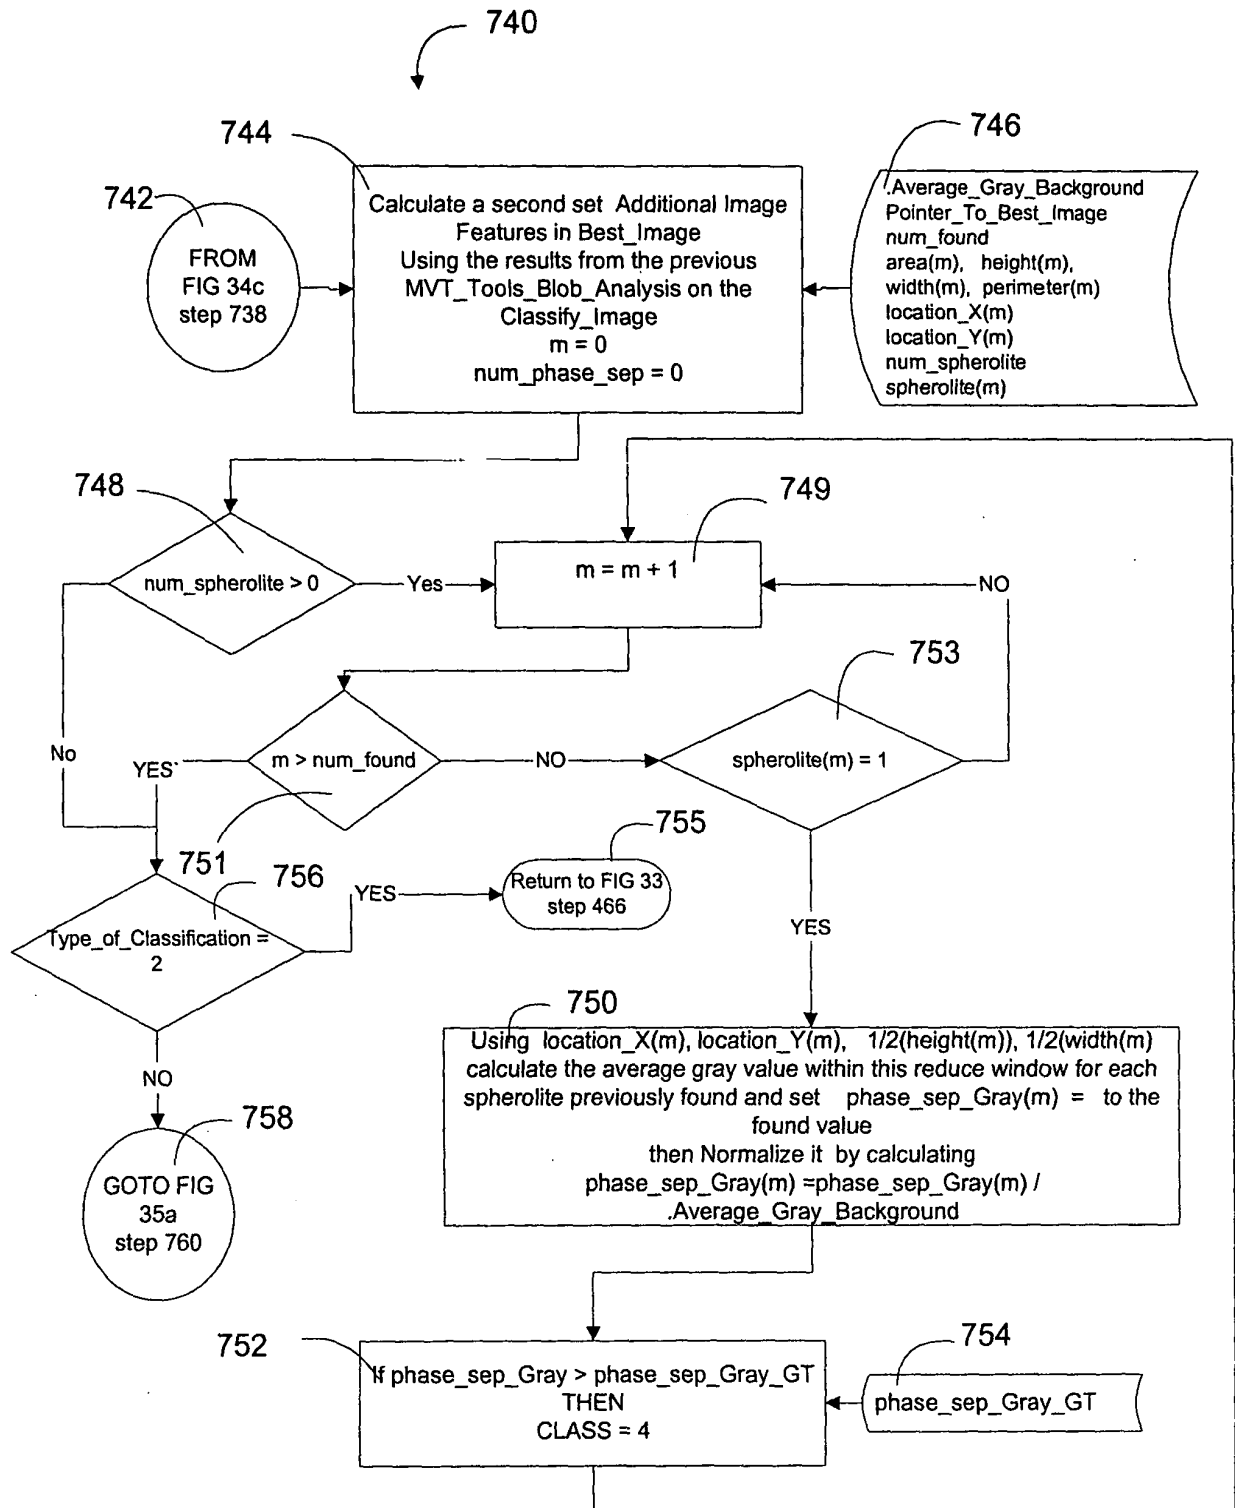 740
744
746
742
FROM
FIG 34c
step 738
Calculate a second set Additional Image
Features in Best_Image
Using the results from the previous
MVT_Tools_Blob_Analysis on the
Classify_Image
m = 0
num_phase_sep = 0
.Average_Gray_Background
Pointer_To_Best_Image
num_found
area(m), height(m),
width(m), perimeter(m)
location_X(m)
location_Y(m)
num_spherolite
spherolite(m)
748
749
num_spherolite > 0
Yes
m = m + 1
NO
753
No
YES
m > num_found
NO
spherolite(m) = 1
751
756
755
Return to FIG 33
step 466
YES
Type_of_Classification =
2
YES
NO
750
Using location_X(m), location_Y(m), 1/2(height(m)), 1/2(width(m)
calculate the average gray value within this reduce window for each
spherolite previously found and set phase_sep_Gray(m) = to the
found value
then Normalize it by calculating
phase_sep_Gray(m) =phase_sep_Gray(m) /
.Average_Gray_Background
758
GOTO FIG
35a
step 760
752
754
If phase_sep_Gray > phase_sep_Gray_GT
THEN
CLASS = 4
phase_sep_Gray_GT